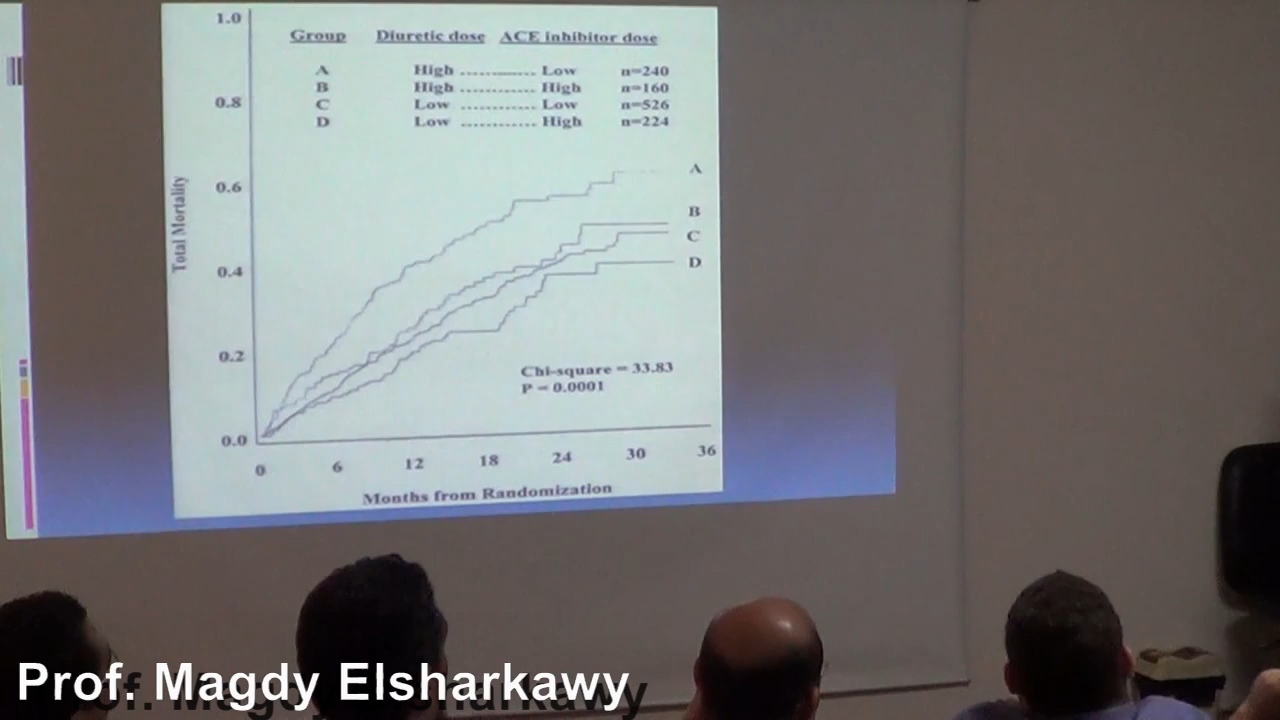 1.0
Group Diuretic dose ACE inhibitor dose
A High ............. Low n=240
B High ............. High n=160
C Low ............. Low n=526
D Low ............. High n=224
0.8
0.6
0.4
0.2
0.0
Total Mortality
A
B
C
D
Chi-square = 33.83
P = 0.0001
0 6 12 18 24 30 36
Months from Randomization
Prof. Magdy Elsharkawy